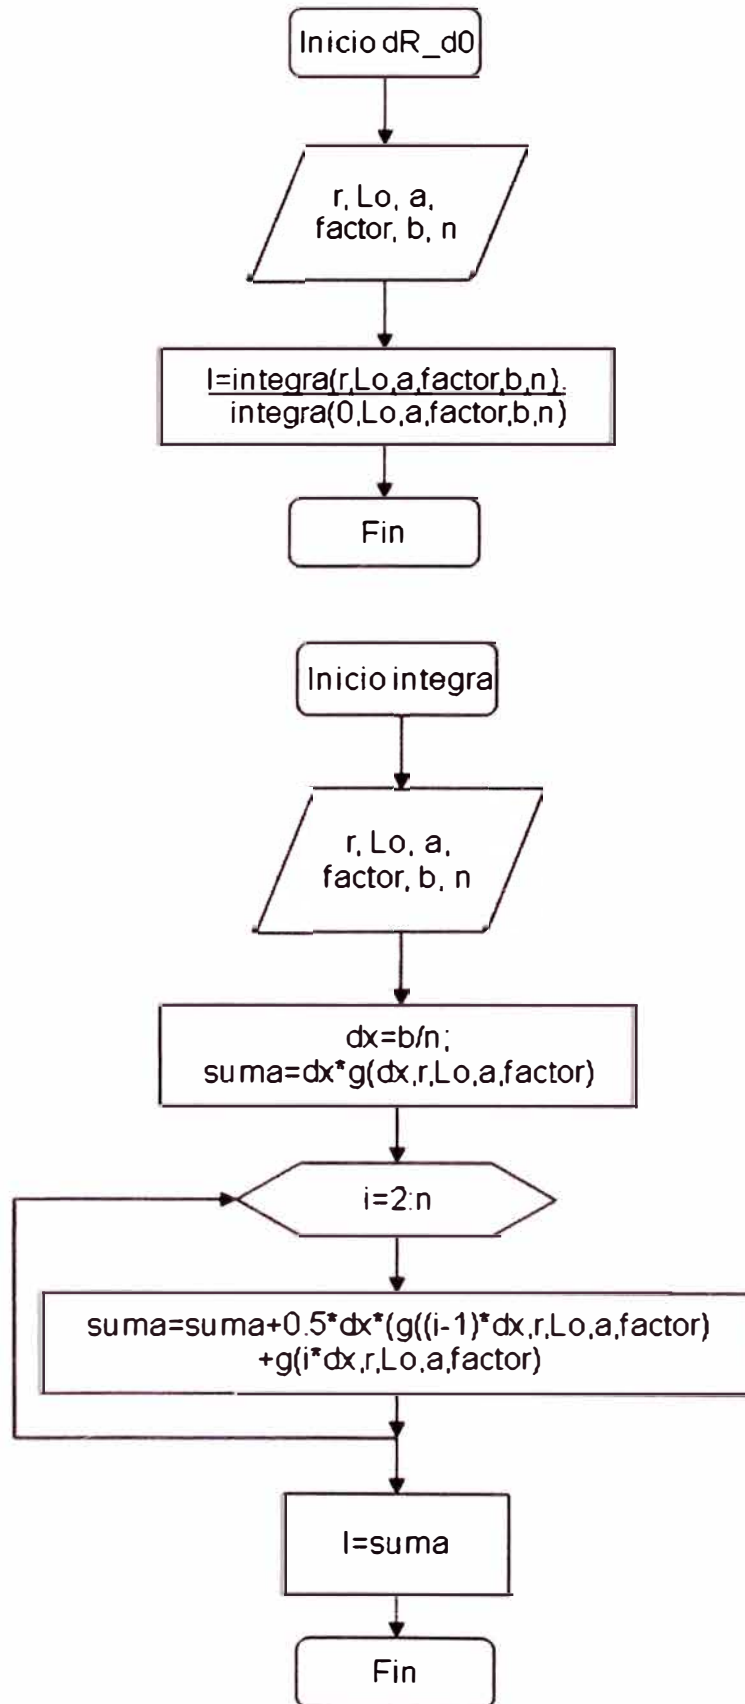 Inicio dR_d0
r, Lo, a,
factor, b, n
I=integra(r,Lo,a,factor,b,n).
integra(0,Lo,a,factor,b,n)
Fin
Inicio integra
r, Lo, a,
factor, b, n
dx=b/n;
suma=dx*g(dx,r,Lo,a,factor)
i=2:n
suma=suma+0.5*dx*(g((i-1)*dx,r,Lo,a,factor)
+g(i*dx,r,Lo,a,factor)
I=suma
Fin